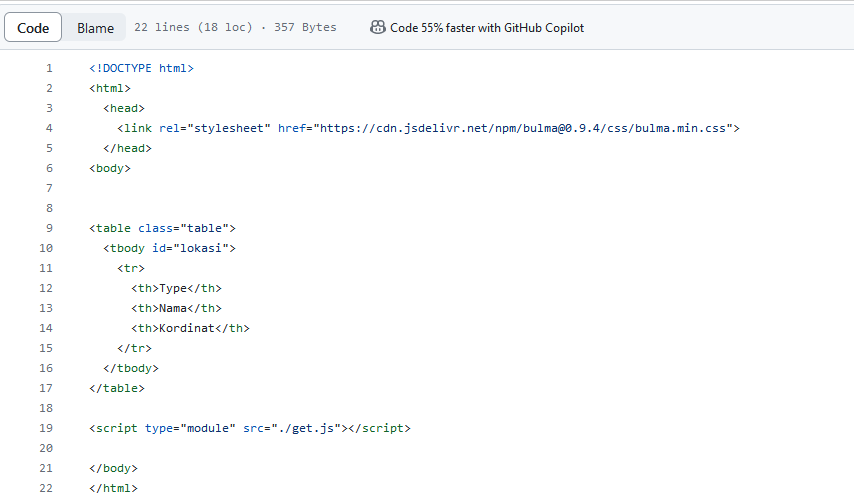 Code Blame 22 lines (18 loc) · 357 Bytes Code 55% faster with GitHub Copilot
1 <!DOCTYPE html>
2 <html>
3   <head>
4     <link rel="stylesheet" href="https://cdn.jsdelivr.net/npm/bulma@0.9.4/css/bulma.min.css">
5   </head>
6 <body>
7
8
9 <table class="table">
10   <tbody id="lokasi">
11     <tr>
12       <th>Type</th>
13       <th>Nama</th>
14       <th>Kordinat</th>
15     </tr>
16   </tbody>
17 </table>
18
19 <script type="module" src="./get.js"></script>
20
21 </body>
22 </html>